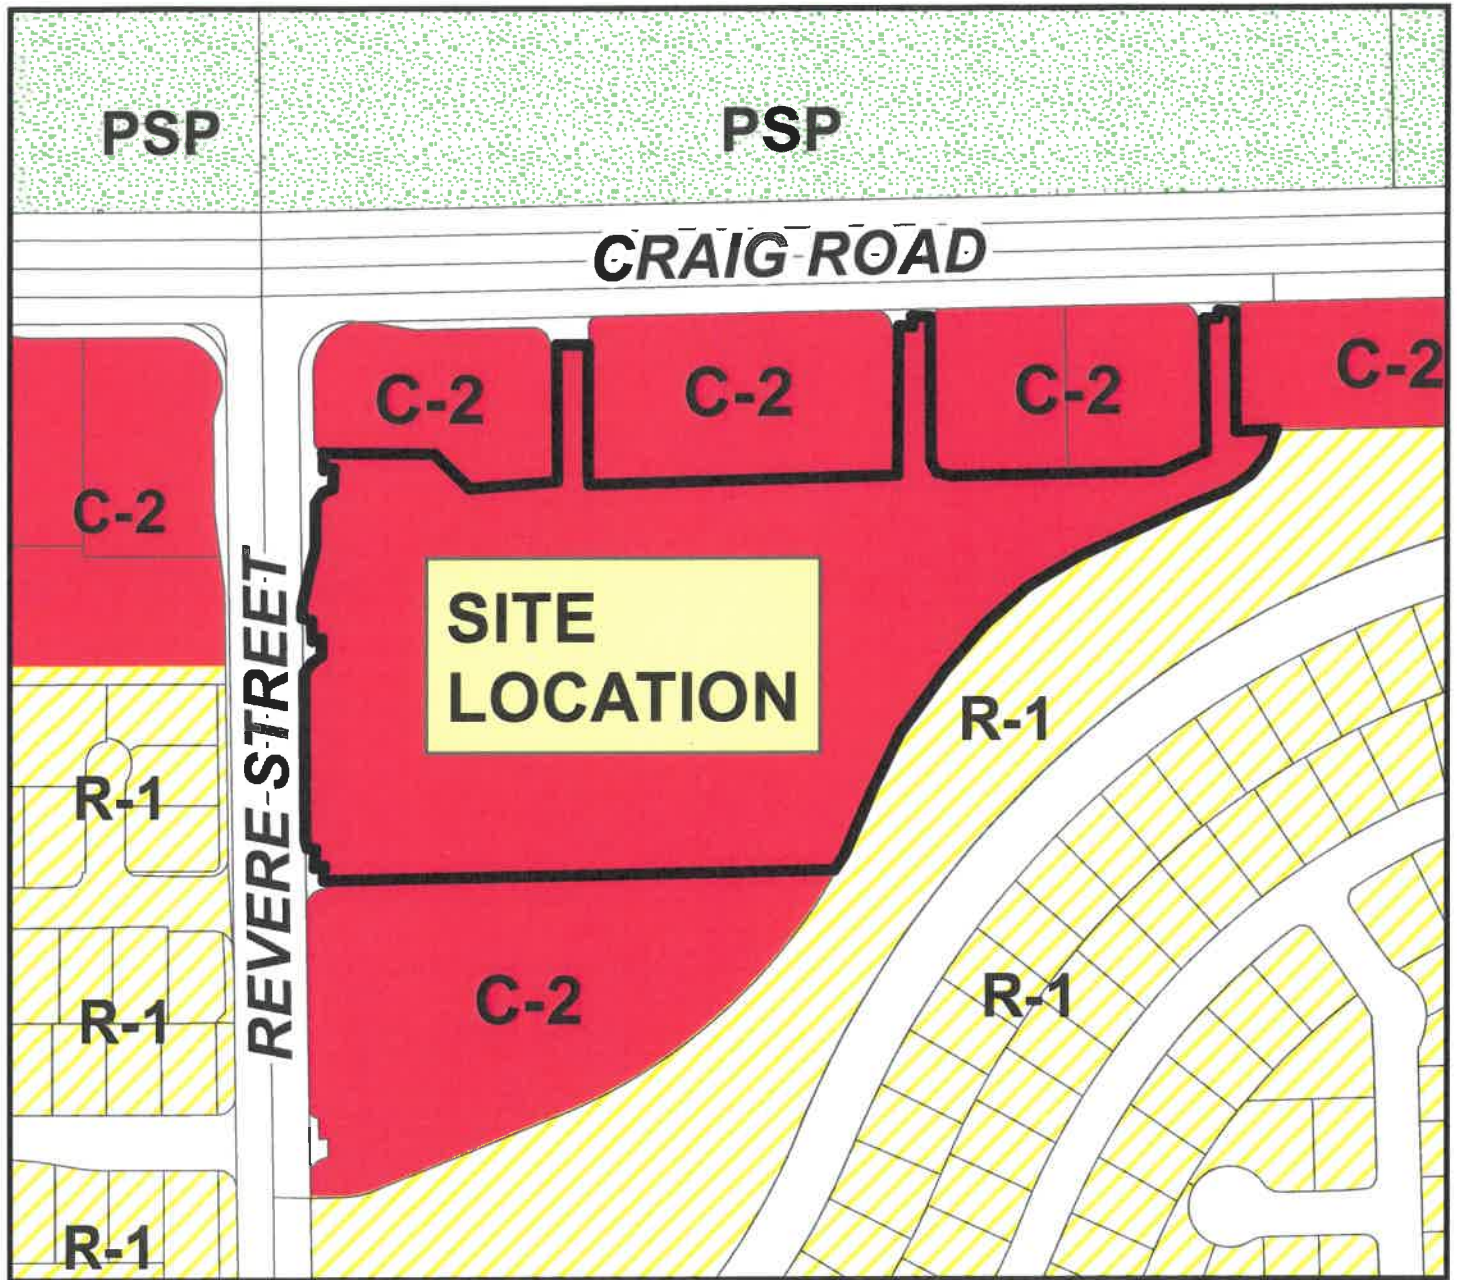 PSP
PSP
CRAIG ROAD
C-2
C-2
C-2
C-2
C-2
SITE
LOCATION
REVERE STREET
R-1
R-1
C-2
R-1
R-1
R-1